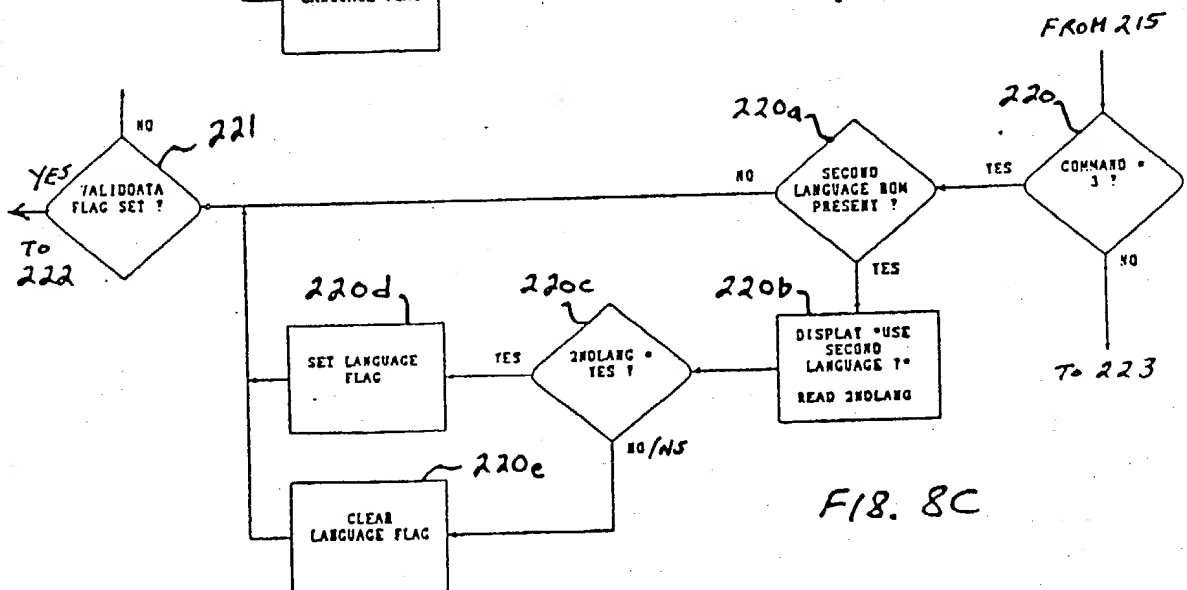 LANGUAGE FLAG
FROM 215
NO
221
YES
VALIDDATA
FLAG SET ?
To
222
220a
NO
SECOND
LANGUAGE ROM
PRESENT ?
YES
220
YES
COMMAND =
3 ?
NO
To 223
220d
SET LANGUAGE
FLAG
220c
YES
2NDLANG =
YES ?
NO/NS
220b
DISPLAY "USE
SECOND
LANGUAGE ?"
READ 2NDLANG
220e
CLEAR
LANGUAGE FLAG
FIG. 8C